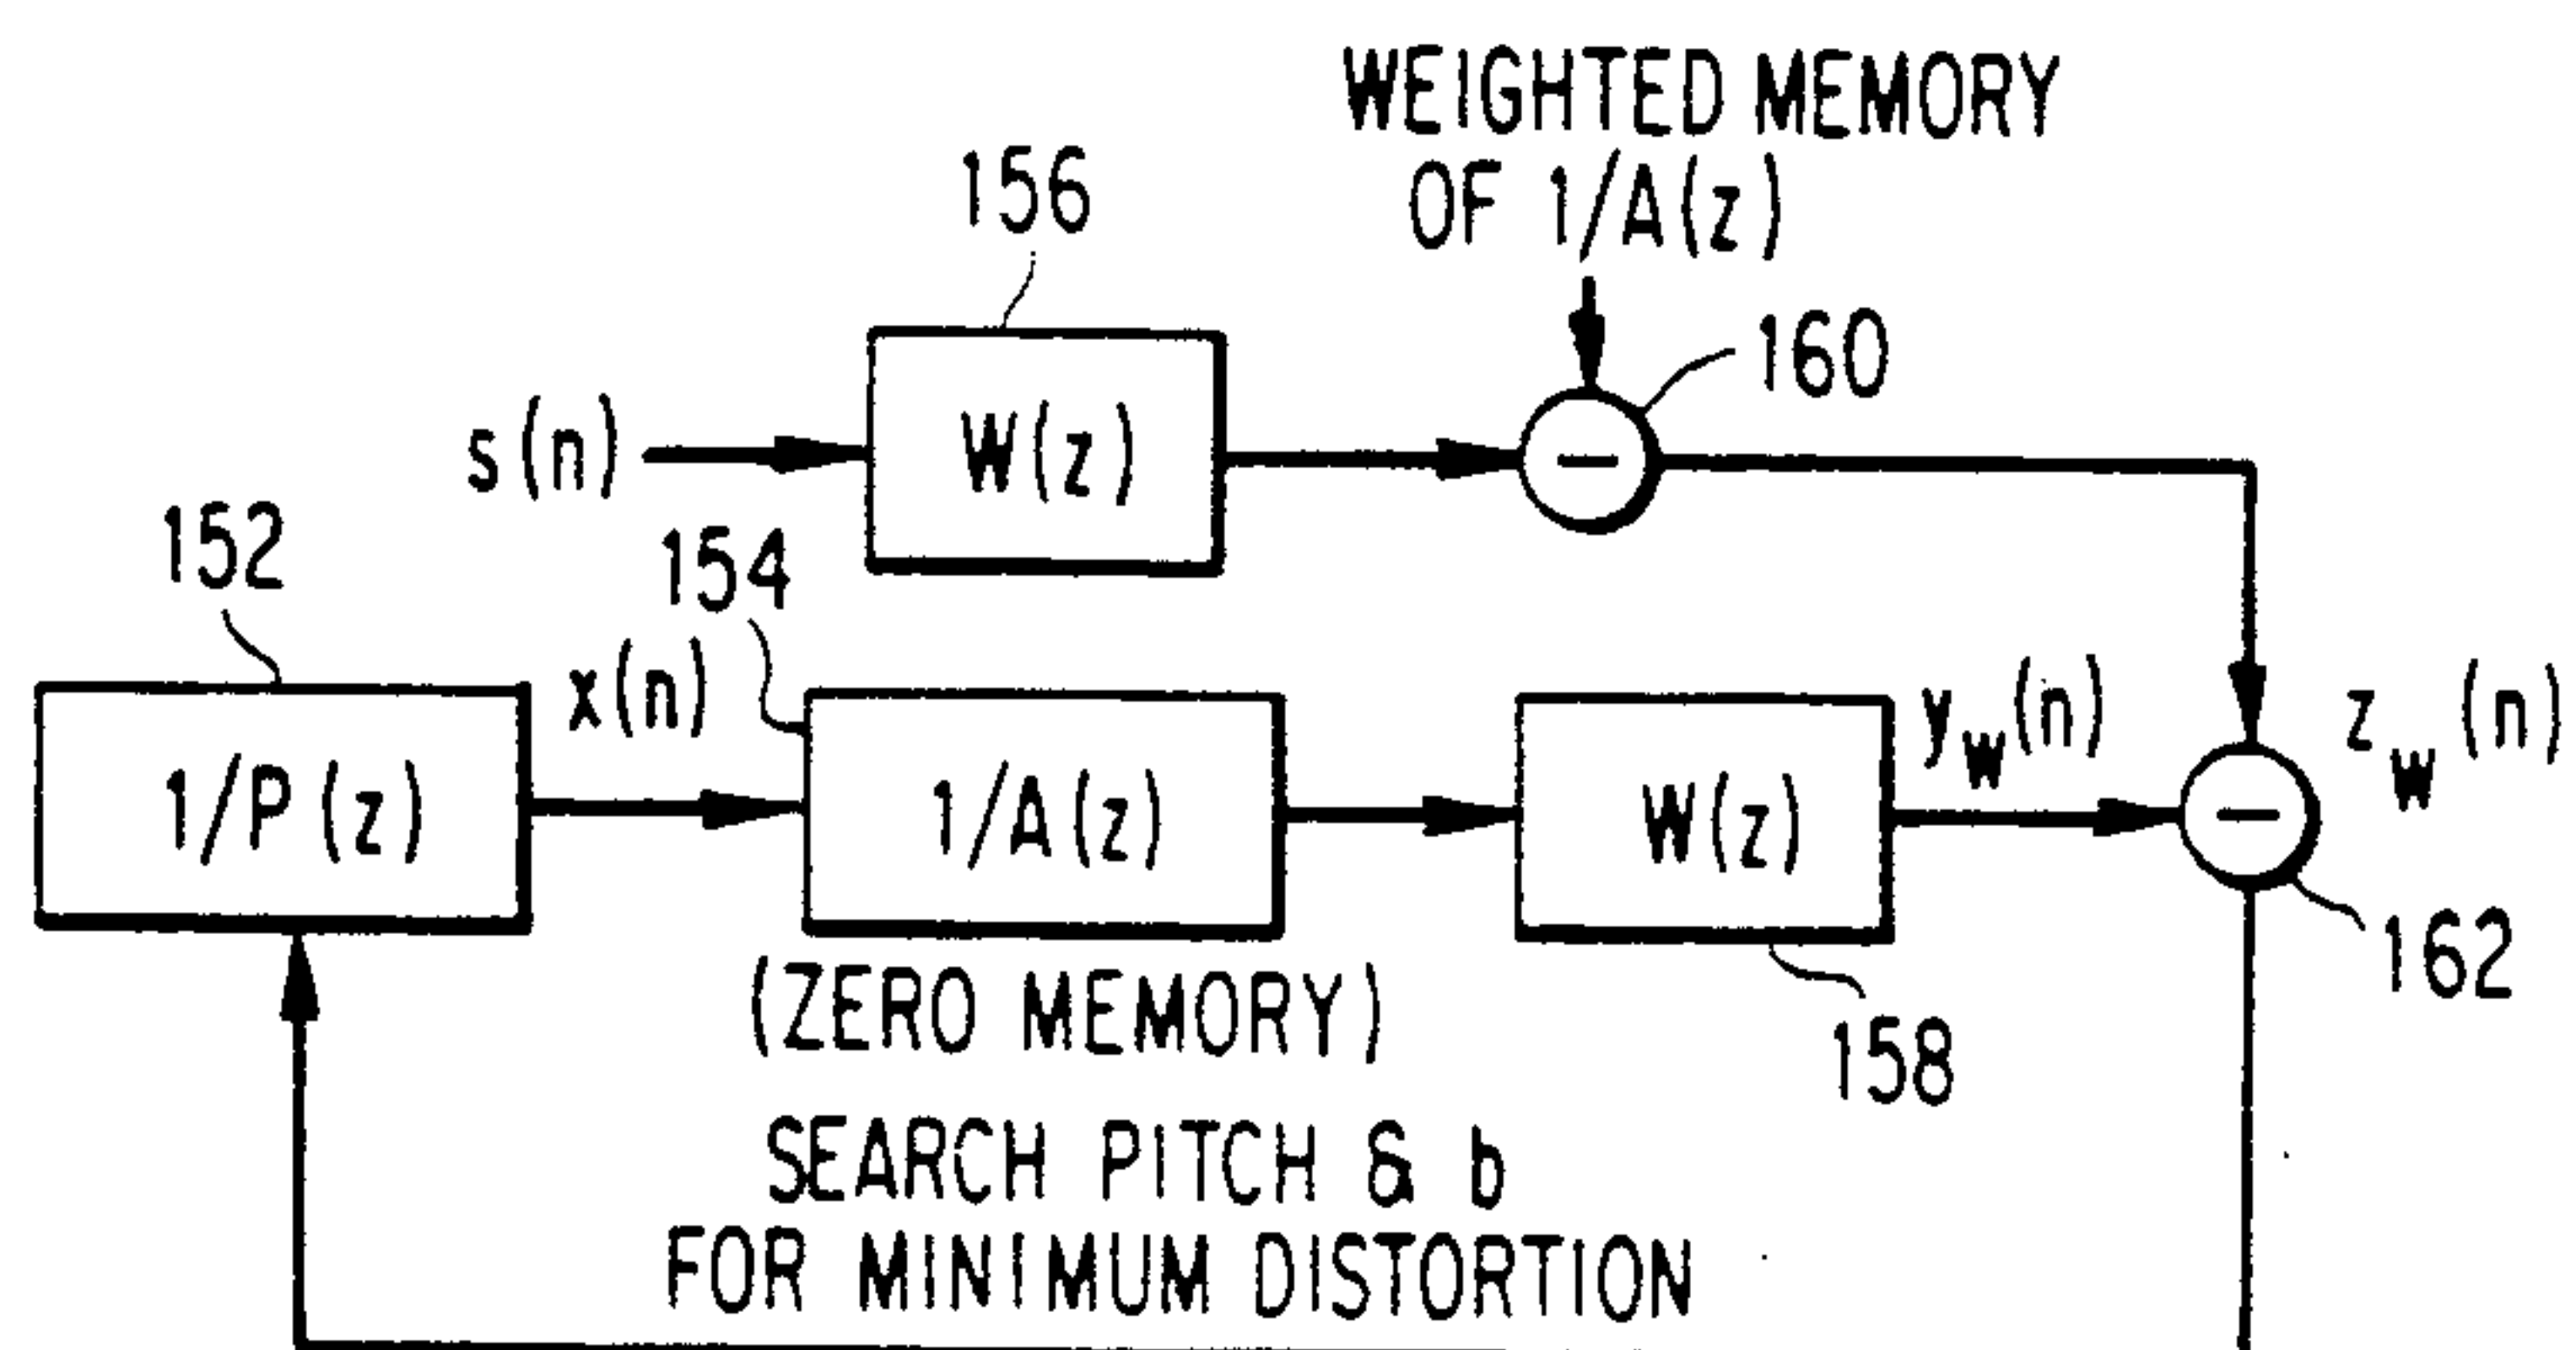 WEIGHTED MEMORY
OF 1/A(z)
156
160
s(n)
W(z)
−
152
154
x(n)
y_w(n)
z_w(n)
1/P(z)
1/A(z)
W(z)
−
162
(ZERO MEMORY)
158
SEARCH PITCH & b
FOR MINIMUM DISTORTION